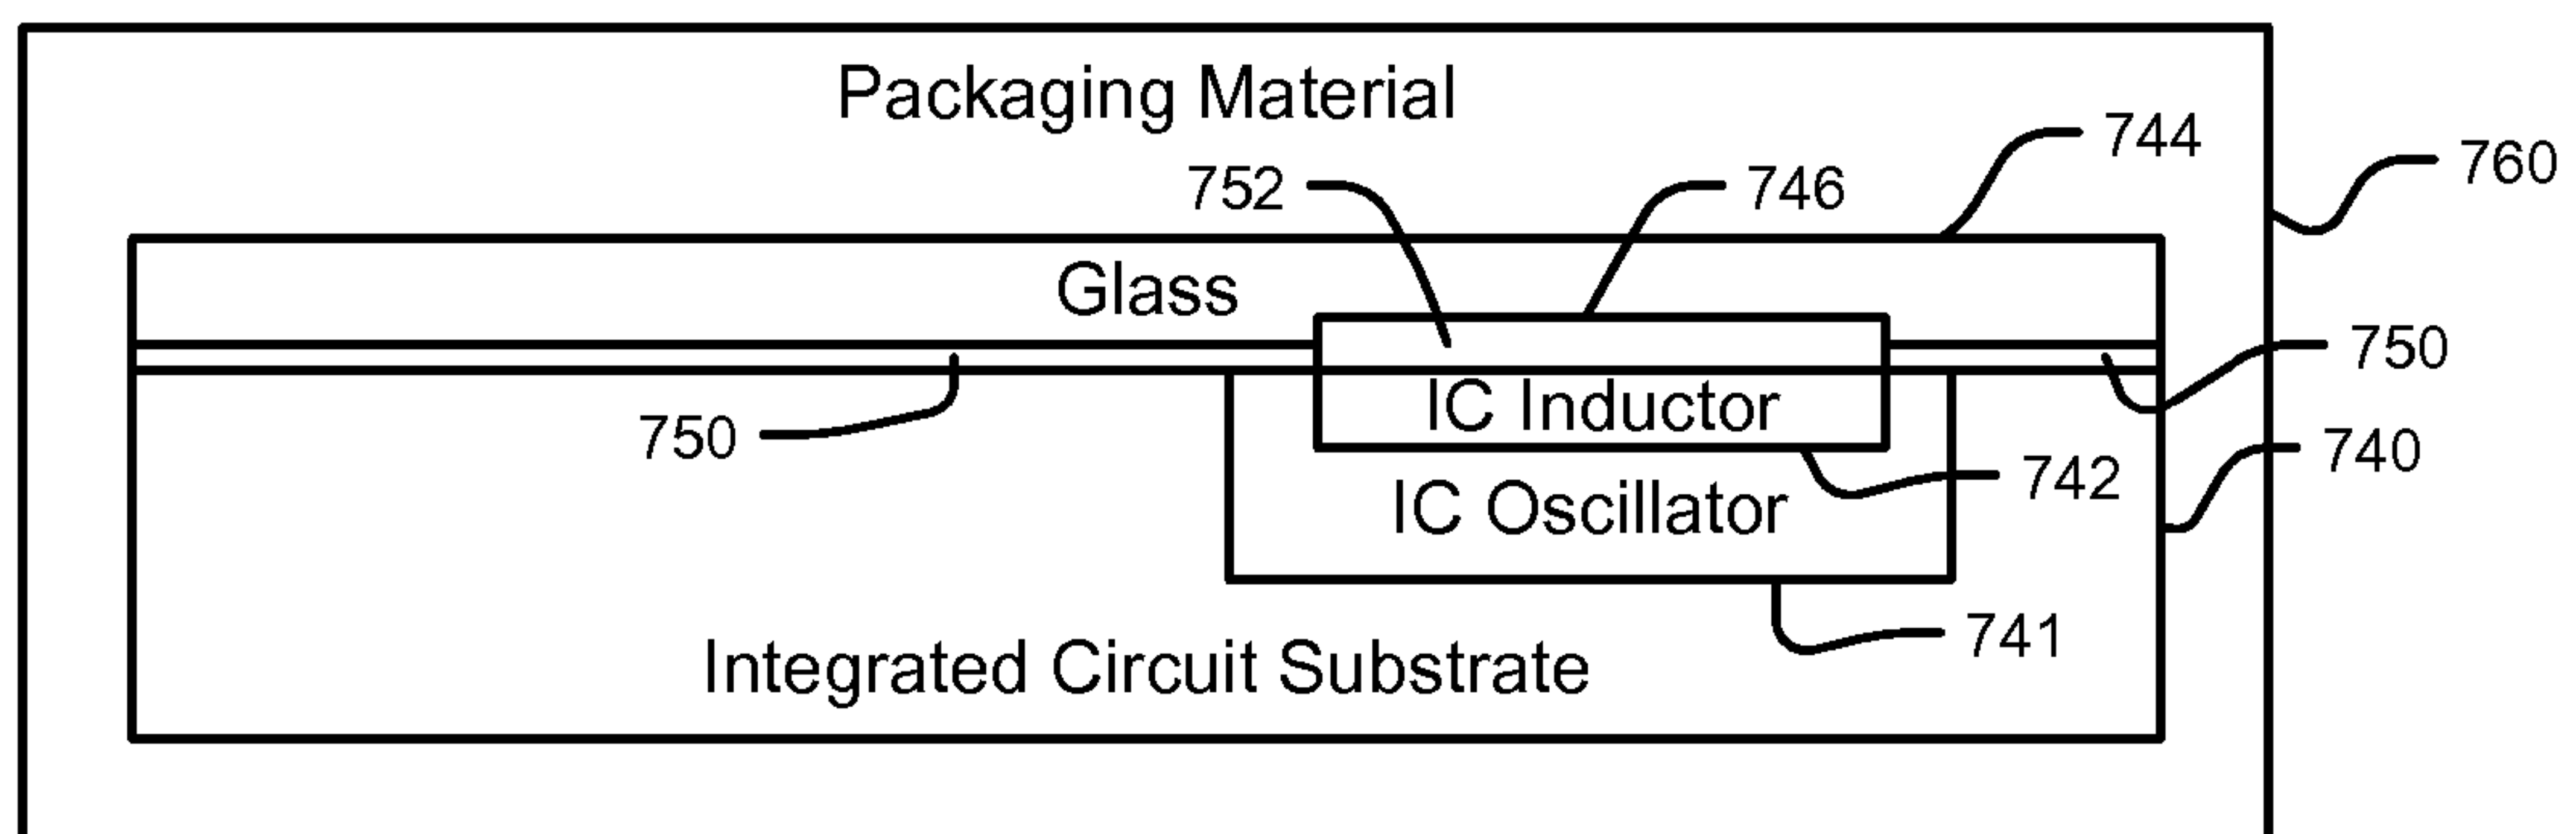 Packaging Material
744
760
752
746
Glass
750
750
IC Inductor
740
742
IC Oscillator
741
Integrated Circuit Substrate